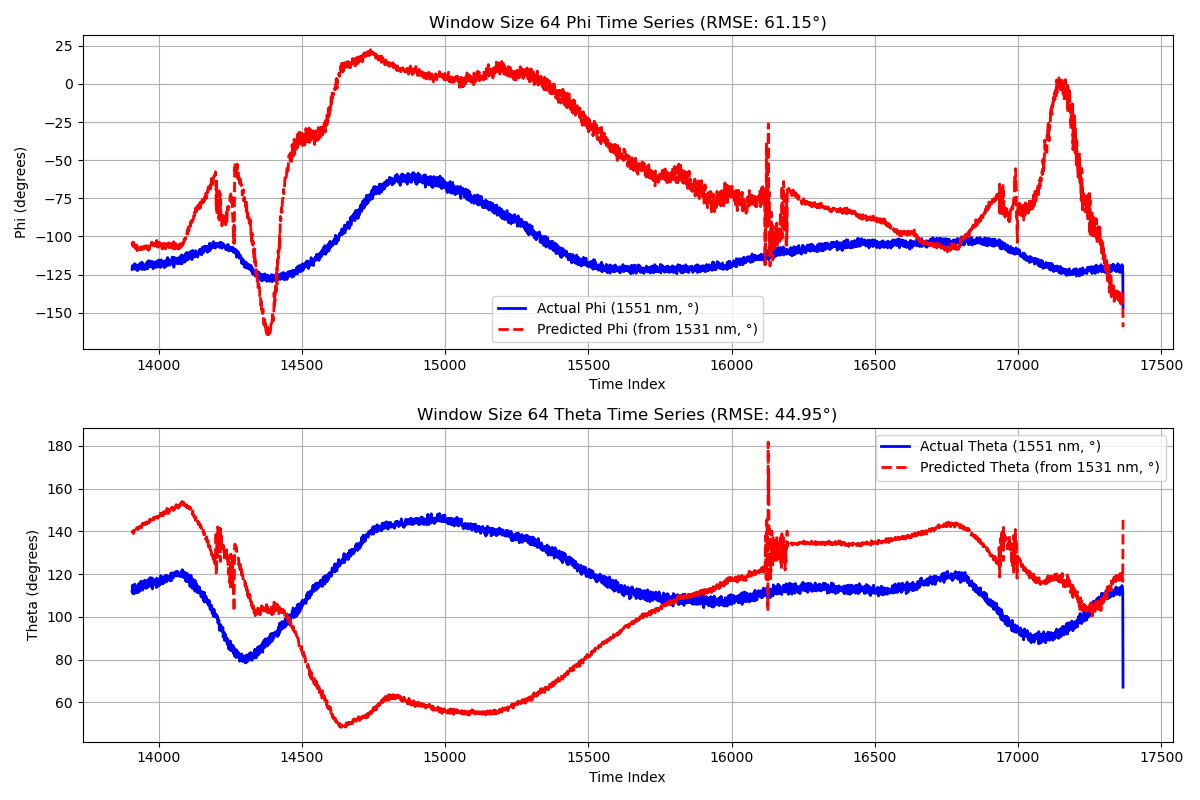 Window Size 64 Phi Time Series (RMSE: 61.15°)
Phi (degrees)
25
0
−25
−50
−75
−100
−125
−150
Actual Phi (1551 nm, °)
Predicted Phi (from 1531 nm, °)
14000 14500 15000 15500 16000 16500 17000 17500
Time Index
Window Size 64 Theta Time Series (RMSE: 44.95°)
Theta (degrees)
180
160
140
120
100
80
60
Actual Theta (1551 nm, °)
Predicted Theta (from 1531 nm, °)
14000 14500 15000 15500 16000 16500 17000 17500
Time Index